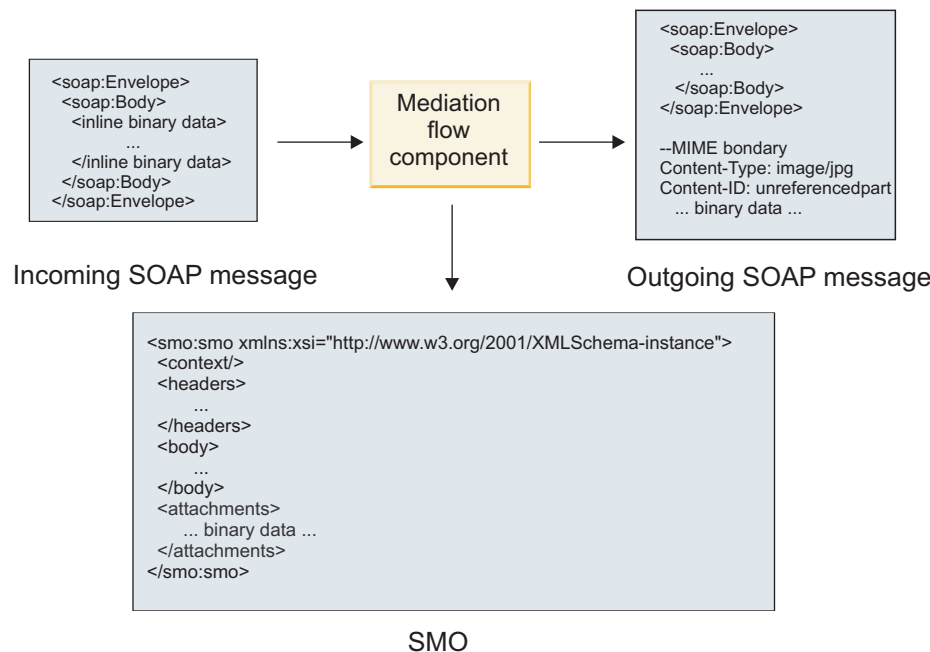 <soap:Envelope>
<soap:Body>
<inline binary data>
...
</inline binary data>
</soap:Body>
</soap:Envelope>
Incoming SOAP message
Mediation
flow
component
<soap:Envelope>
<soap:Body>
...
</soap:Body>
</soap:Envelope>
--MIME bondary
Content-Type: image/jpg
Content-ID: unreferencedpart
... binary data ...
Outgoing SOAP message
<smo:smo xmlns:xsi="http://www.w3.org/2001/XMLSchema-instance">
<context/>
<headers>
...
</headers>
<body>
...
</body>
<attachments>
... binary data ...
</attachments>
</smo:smo>
SMO